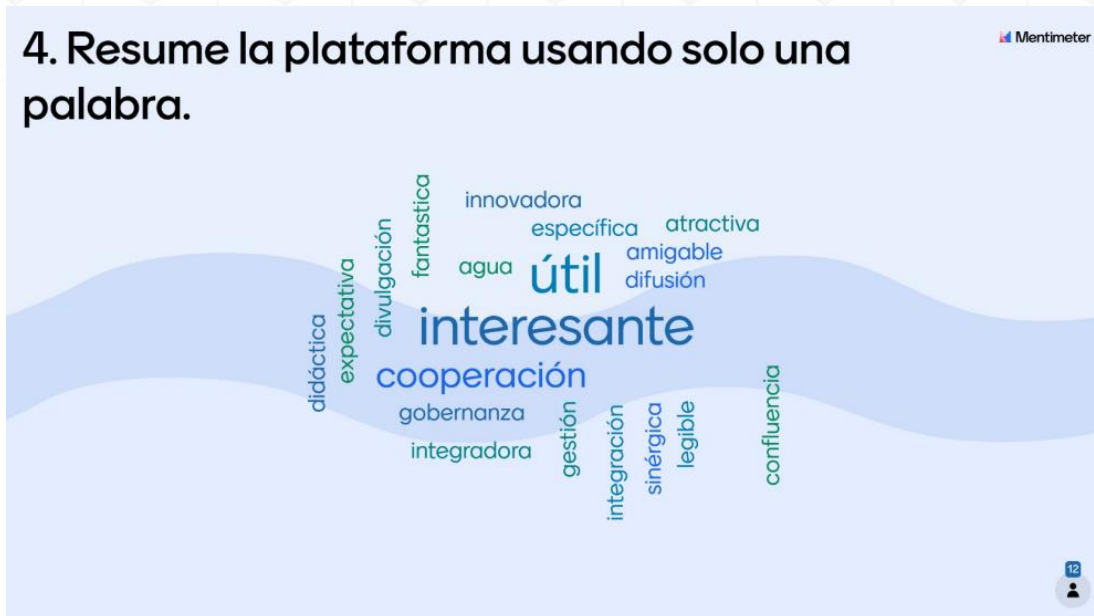 4. Resume la plataforma usando solo una
palabra.
Mentimeter
innovadora
fantastica
específica
atractiva
divulgación
agua
útil
amigable
difusión
expectativa
didáctica
interesante
cooperación
gobernanza
integradora
gestión
integración
sinérgica
legible
confluencia
12